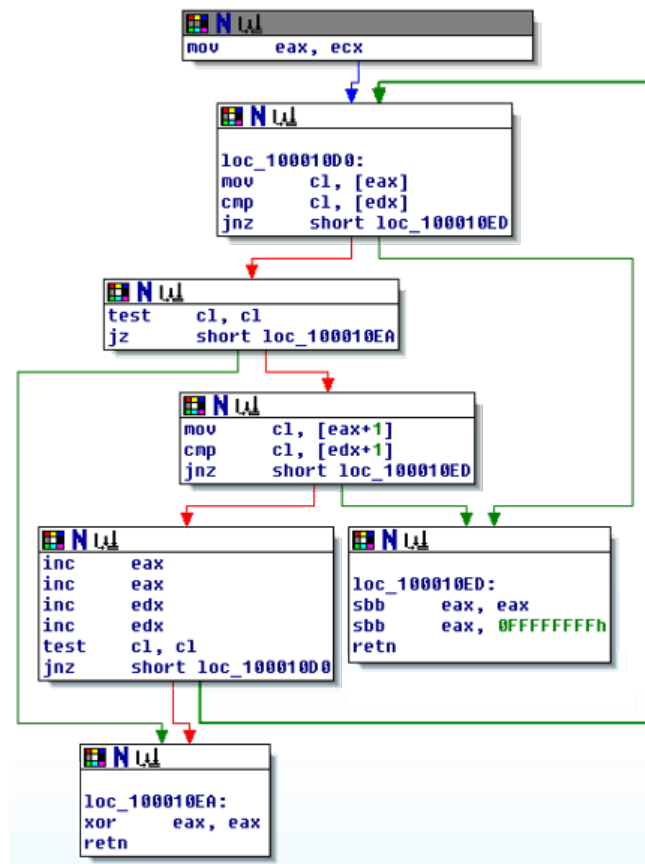 mov eax, ecx
loc_100010D0:
mov cl, [eax]
cmp cl, [edx]
jnz short loc_100010ED
test cl, cl
jz short loc_100010EA
mov cl, [eax+1]
cmp cl, [edx+1]
jnz short loc_100010ED
inc eax
inc eax
inc edx
inc edx
test cl, cl
jnz short loc_100010D0
loc_100010ED:
sbb eax, eax
sbb eax, 0FFFFFFFFh
retn
loc_100010EA:
xor eax, eax
retn